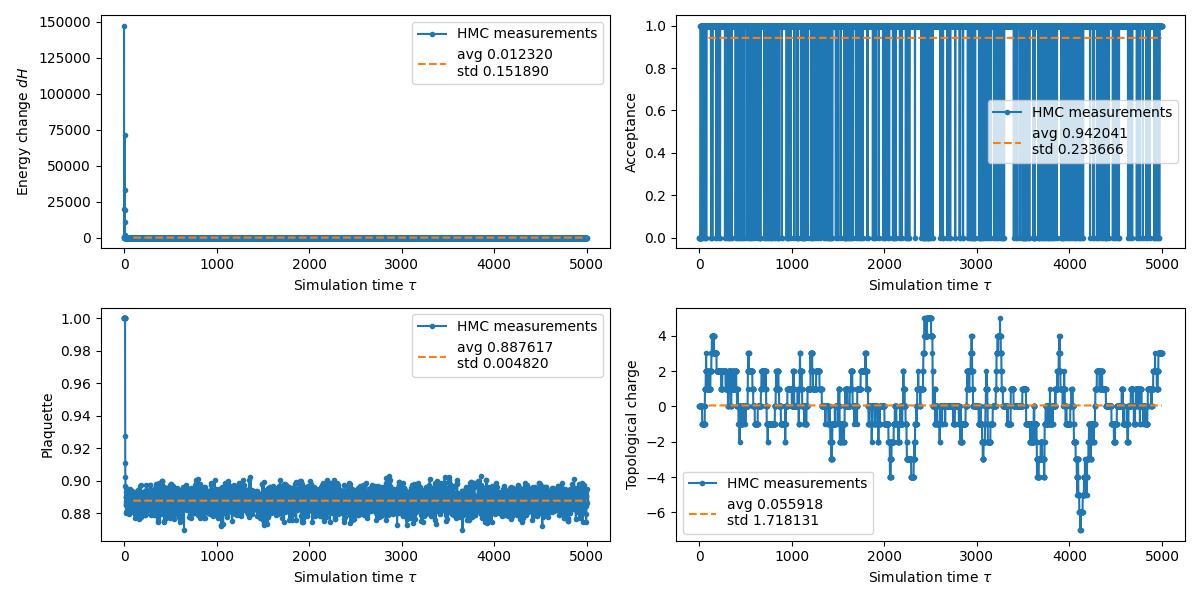 150000
125000
100000
75000
50000
25000
0
Energy change dH
HMC measurements
avg 0.012320
std 0.151890
0 1000 2000 3000 4000 5000
Simulation time τ
1.0
0.8
0.6
0.4
0.2
0.0
Acceptance
HMC measurements
avg 0.942041
std 0.233666
0 1000 2000 3000 4000 5000
Simulation time τ
1.00
0.98
0.96
0.94
0.92
0.90
0.88
Plaquette
HMC measurements
avg 0.887617
std 0.004820
0 1000 2000 3000 4000 5000
Simulation time τ
4
2
0
−2
−4
−6
Topological charge
HMC measurements
avg 0.055918
std 1.718131
0 1000 2000 3000 4000 5000
Simulation time τ